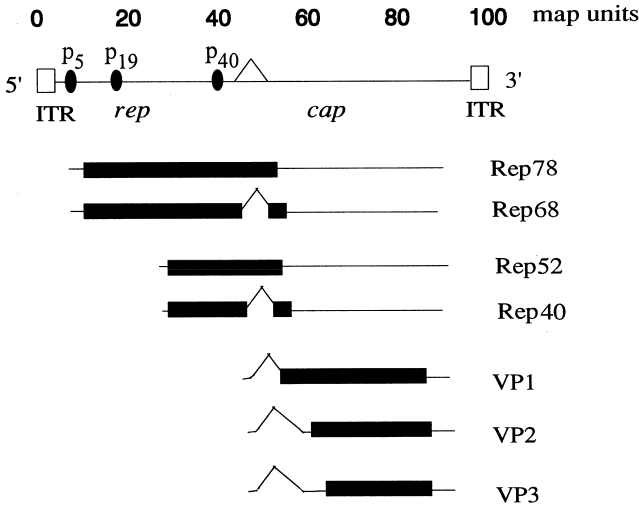 0 20 40 60 80 100 map units
p5 p19 p40
5' 3'
ITR rep cap ITR
Rep78
Rep68
Rep52
Rep40
VP1
VP2
VP3